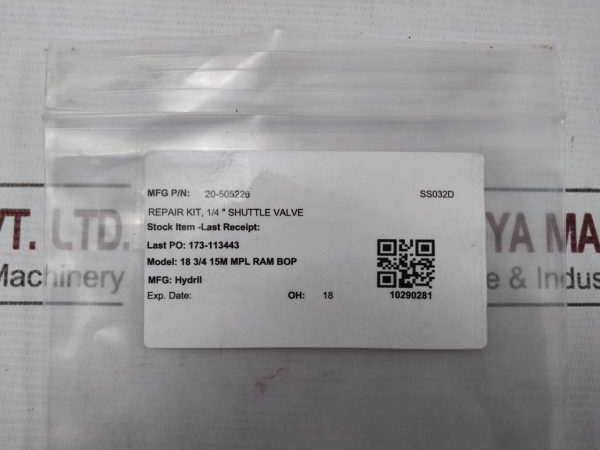 MFG P/N: 20-505226 SS032D
REPAIR KIT, 1/4 " SHUTTLE VALVE
Stock Item -Last Receipt:
Last PO: 173-113443
Model: 18 3/4 15M MPL RAM BOP
MFG: Hydril
Exp. Date: OH: 18 10290281
VT. LTD. YA MA
Machinery e & Indus